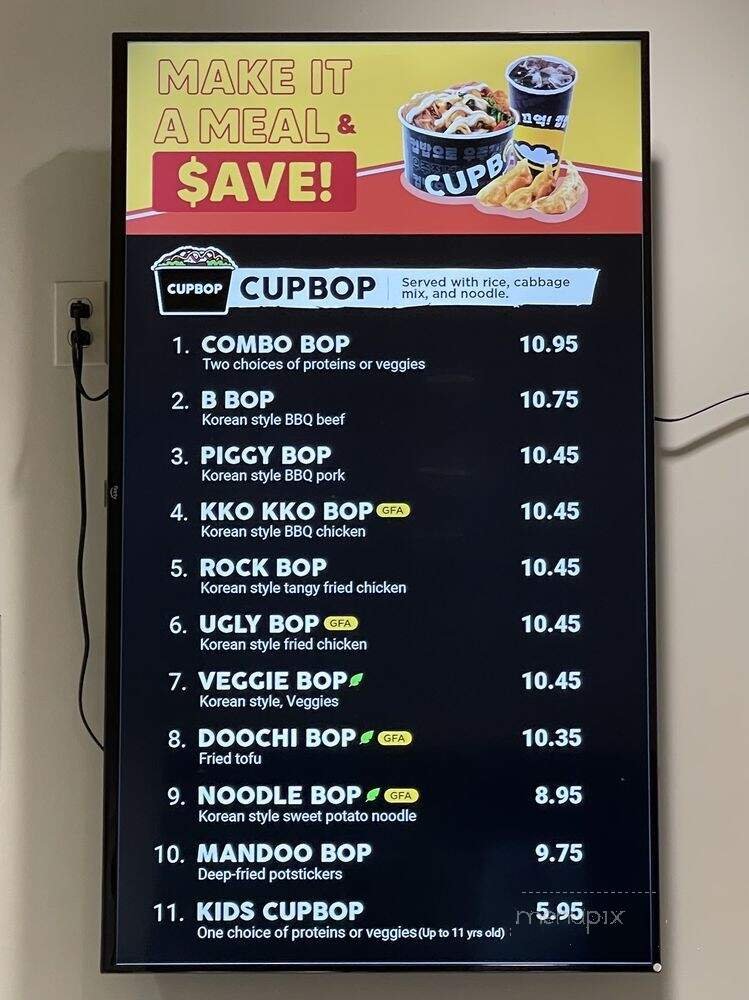 MAKE IT
A MEAL &
$AVE!
CUPB
CUPBOP CUPBOP Served with rice, cabbage
mix, and noodle.
1. COMBO BOP 10.95
Two choices of proteins or veggies
2. B BOP 10.75
Korean style BBQ beef
3. PIGGY BOP 10.45
Korean style BBQ pork
4. KKO KKO BOP GFA 10.45
Korean style BBQ chicken
5. ROCK BOP 10.45
Korean style tangy fried chicken
6. UGLY BOP GFA 10.45
Korean style fried chicken
7. VEGGIE BOP 10.45
Korean style, Veggies
8. DOOCHI BOP GFA 10.35
Fried tofu
9. NOODLE BOP GFA 8.95
Korean style sweet potato noodle
10. MANDOO BOP 9.75
Deep-fried potstickers
11. KIDS CUPBOP 5.95
One choice of proteins or veggies (Up to 11 yrs old)
menupix